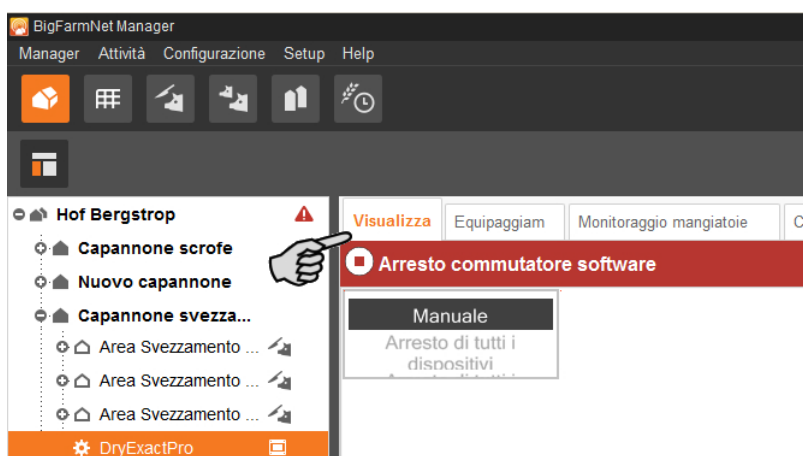 BigFarmNet Manager
Manager Attività Configurazione Setup Help
Hof Bergstrop
Capannone scrofe
Nuovo capannone
Capannone svezza...
Area Svezzamento ...
Area Svezzamento ...
Area Svezzamento ...
DryExactPro
Visualizza Equipaggiam Monitoraggio mangiatoie C
Arresto commutatore software
Manuale
Arresto di tutti i
dispositivi